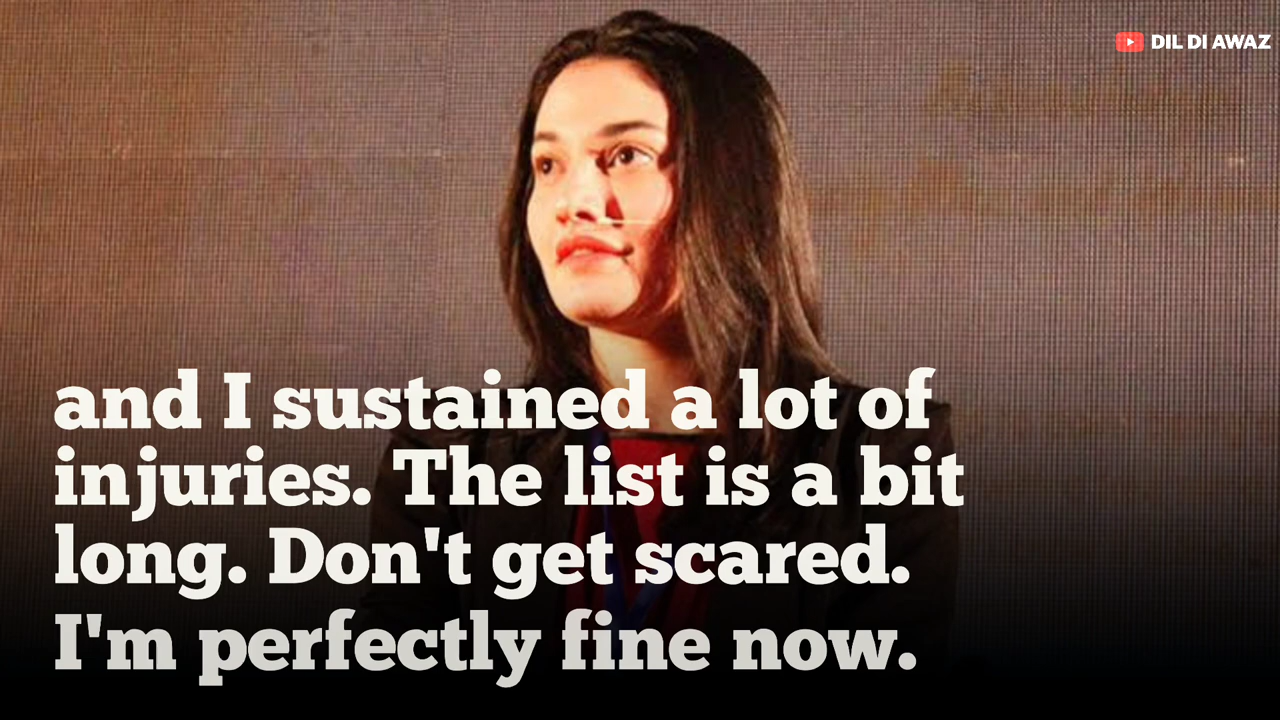 DIL DI AWAZ
and I sustained a lot of
injuries. The list is a bit
long. Don't get scared.
I'm perfectly fine now.